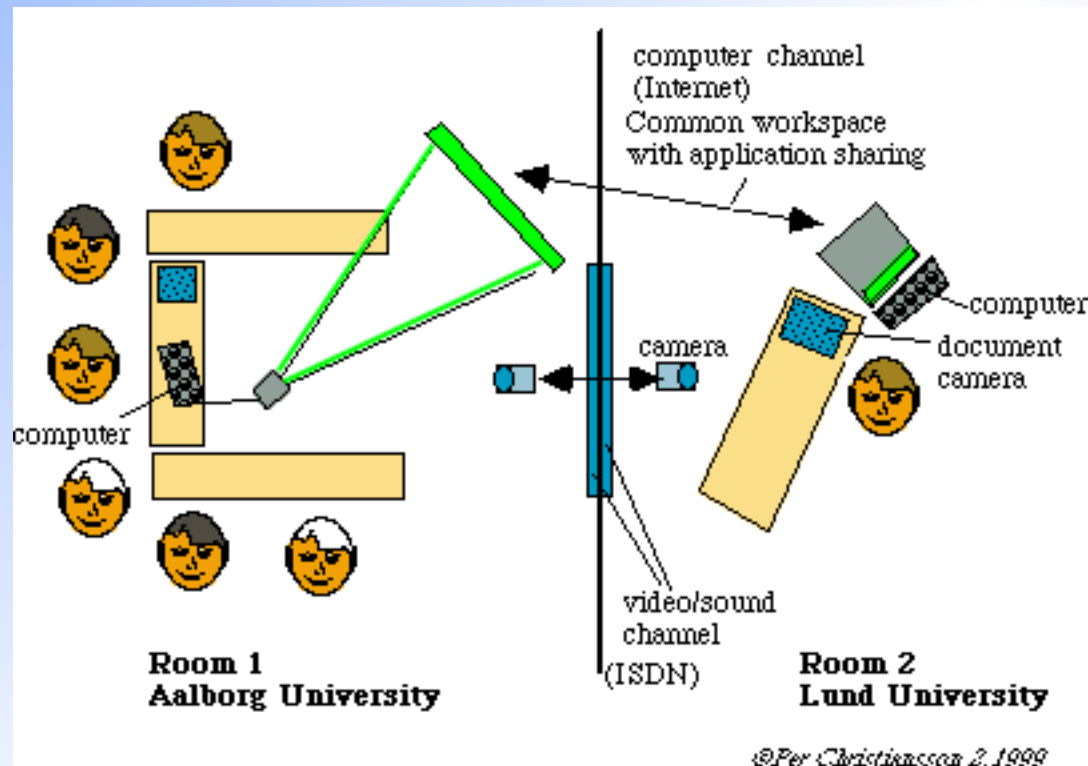 computer channel
(Internet)
Common workspace
with application sharing
computer
camera
document
camera
computer
video/sound
channel
(ISDN)
Room 1
Aalborg University
Room 2
Lund University
©Per Christiansson 2, 1999